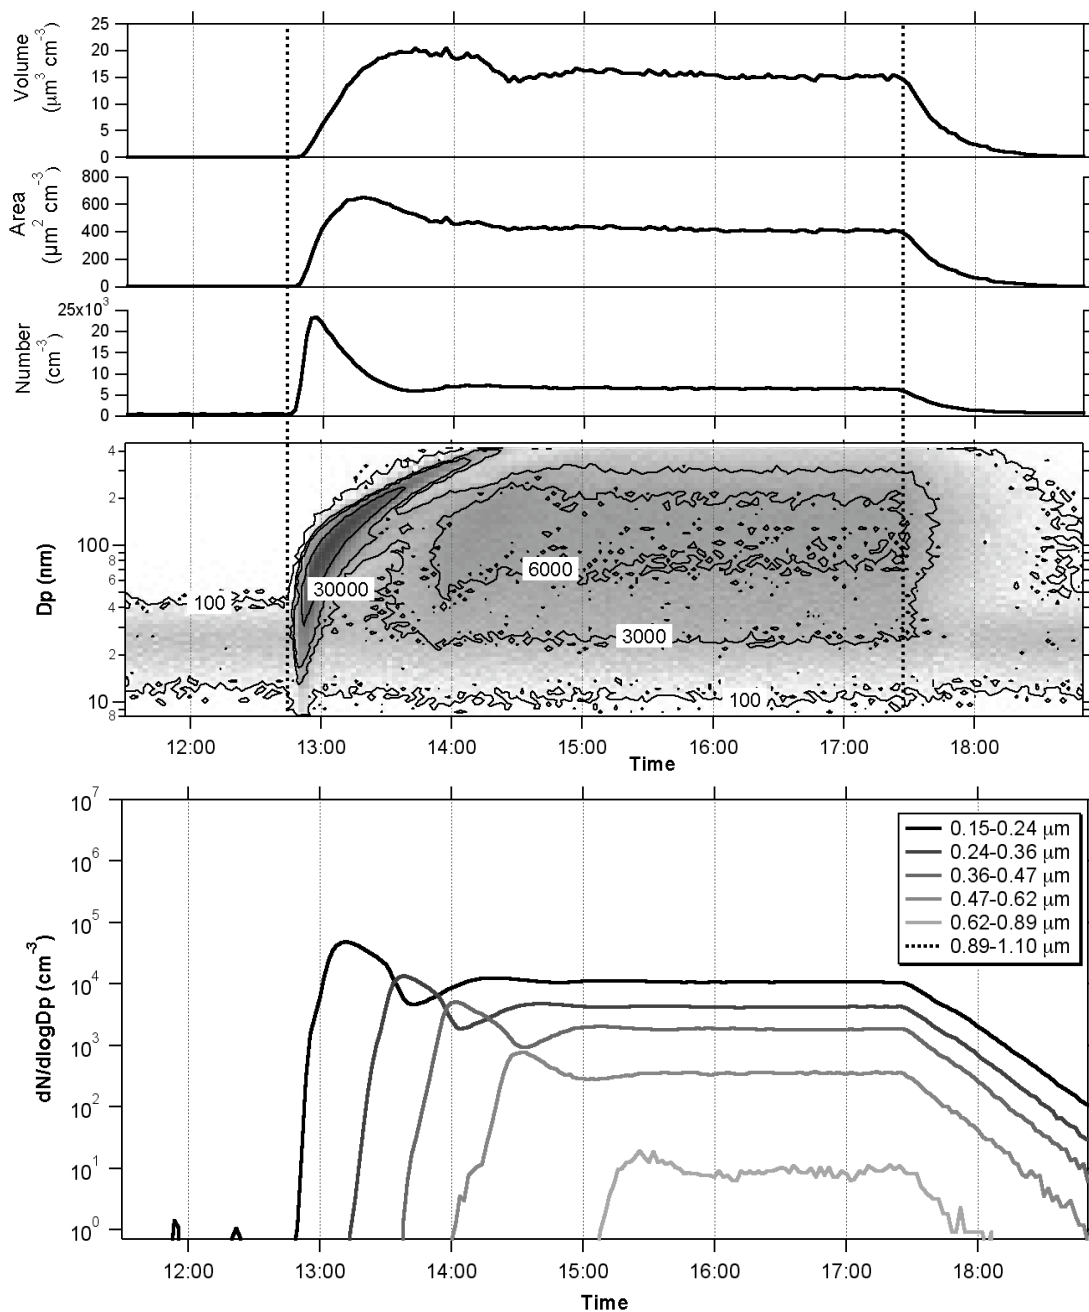 Volume
(μm³ cm⁻³)
25
20
15
10
5
0
Area
(μm² cm⁻³)
800
600
400
200
0
Number
(cm⁻³)
25x10³
20
15
10
5
0
Dp (nm)
4
2
100
8
6
4
2
10
8
100
30000
6000
3000
100
12:00 13:00 14:00 15:00 16:00 17:00 18:00
Time
dN/dlogDp (cm⁻³)
10⁷
10⁶
10⁵
10⁴
10³
10²
10¹
10⁰
0.15-0.24 μm
0.24-0.36 μm
0.36-0.47 μm
0.47-0.62 μm
0.62-0.89 μm
0.89-1.10 μm
12:00 13:00 14:00 15:00 16:00 17:00 18:00
Time